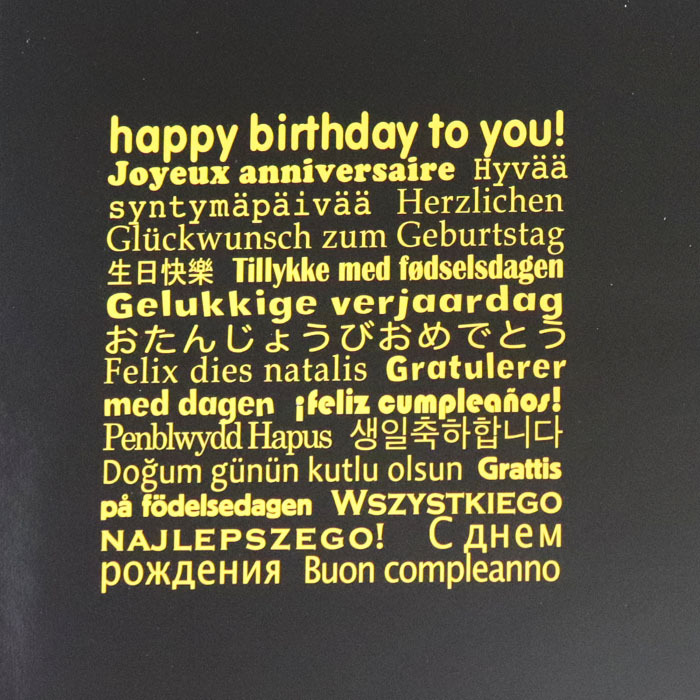 happy birthday to you!
Joyeux anniversaire Hyvää
syntymäpäivää Herzlichen
Glückwunsch zum Geburtstag
生日快樂 Tillykke med fødselsdagen
Gelukkige verjaardag
おたんじょうびおめでとう
Felix dies natalis Gratulerer
med dagen ¡feliz cumpleaños!
Penblwydd Hapus 생일축하합니다
Doğum günün kutlu olsun Grattis
på födelsedagen WSZYSTKIEGO
NAJLEPSZEGO! С днем
рождения Buon compleanno